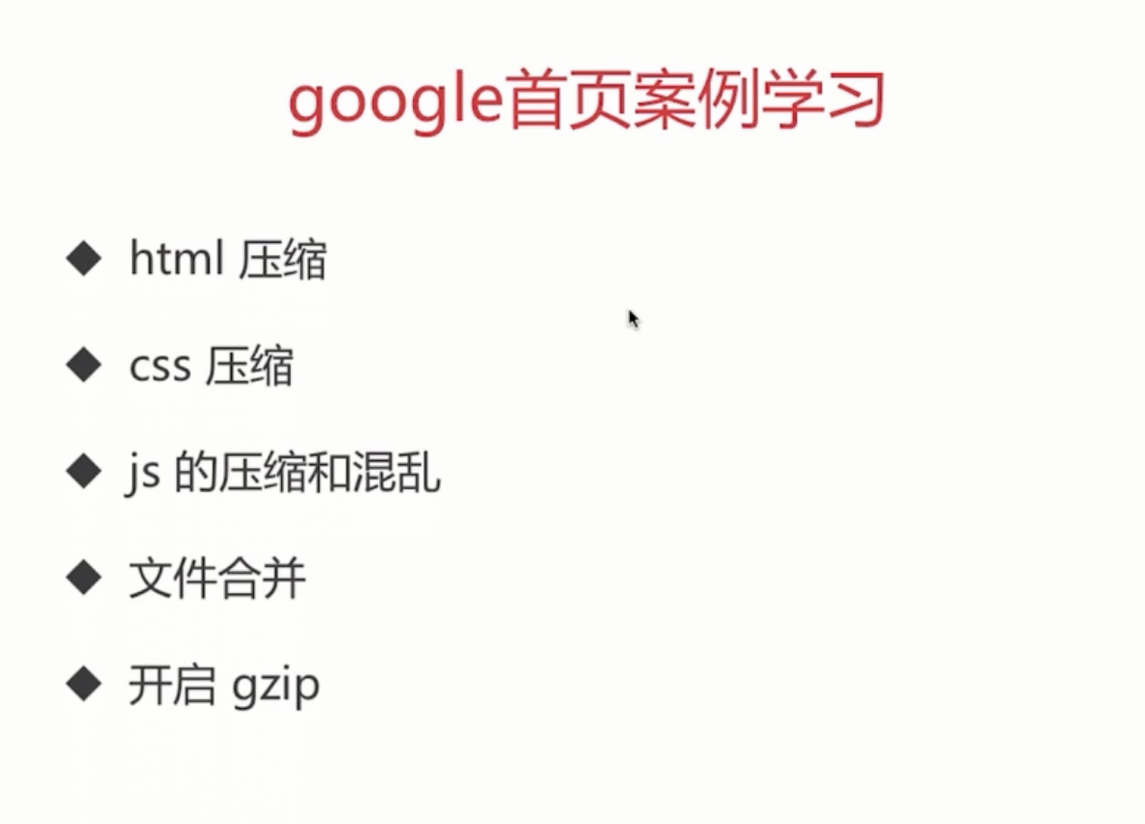 google首页案例学习
html 压缩
css 压缩
js 的压缩和混乱
文件合并
开启 gzip